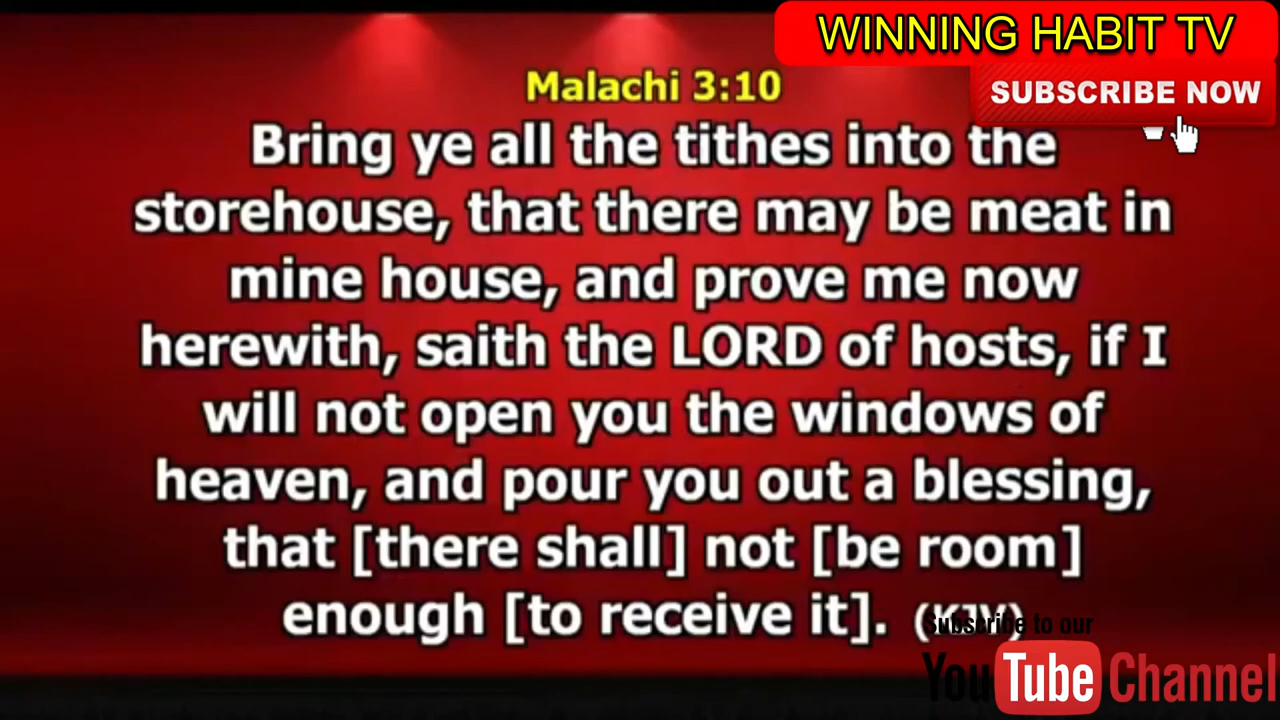 WINNING HABIT TV
SUBSCRIBE NOW
Malachi 3:10
Bring ye all the tithes into the
storehouse, that there may be meat in
mine house, and prove me now
herewith, saith the LORD of hosts, if I
will not open you the windows of
heaven, and pour you out a blessing,
that [there shall] not [be room]
enough [to receive it]. (KJV)
Subscribe to our
YouTube Channel